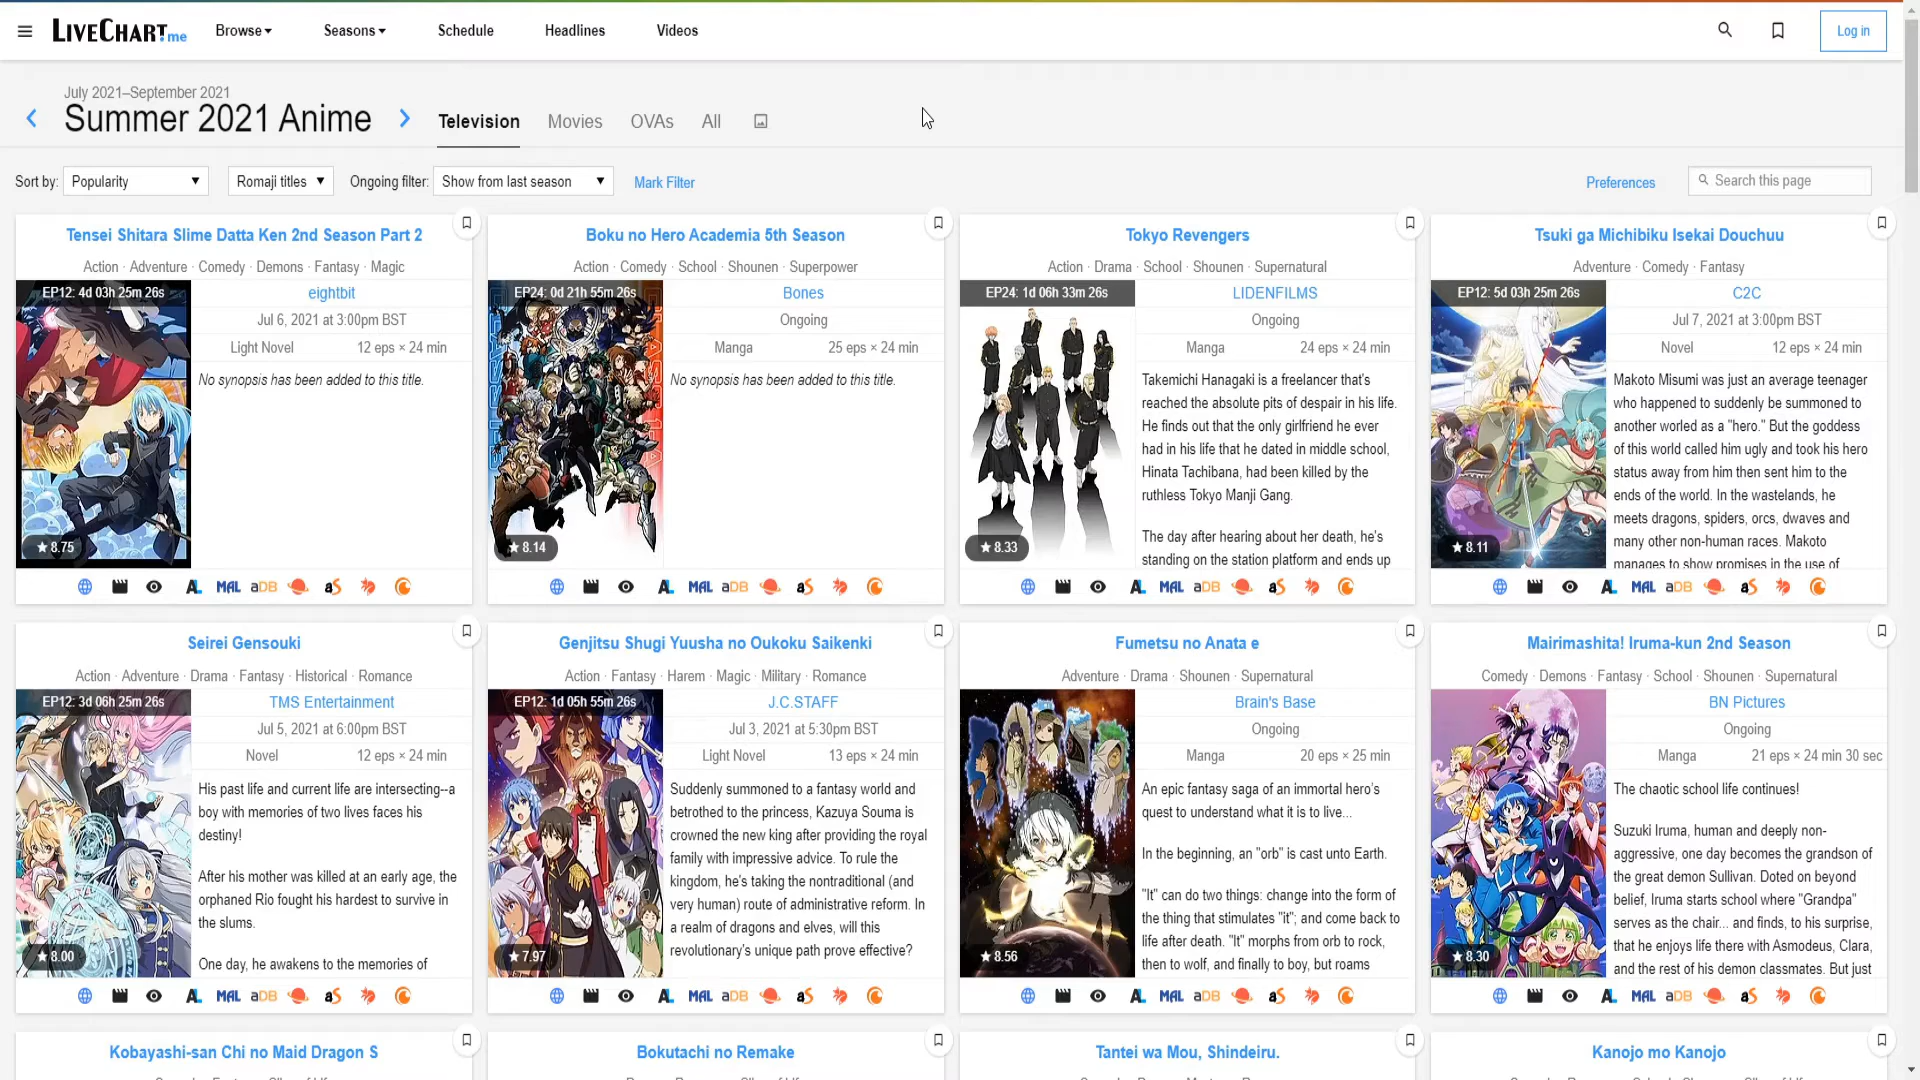 LIVECHART.me
Browse
Seasons
Schedule
Headlines
Videos
Log in
July 2021–September 2021
Summer 2021 Anime
Television
Movies
OVAs
All
Sort by:
Popularity
Romaji titles
Ongoing filter:
Show from last season
Mark Filter
Preferences
Search this page
Tensei Shitara Slime Datta Ken 2nd Season Part 2
Action · Adventure · Comedy · Demons · Fantasy · Magic
EP12: 4d 03h 25m 26s
eightbit
Jul 6, 2021 at 3:00pm BST
Light Novel
12 eps × 24 min
No synopsis has been added to this title.
8.75
MAL
aDB
aS
Boku no Hero Academia 5th Season
Action · Comedy · School · Shounen · Superpower
EP24: 0d 21h 55m 26s
Bones
Ongoing
Manga
25 eps × 24 min
No synopsis has been added to this title.
8.14
MAL
aDB
aS
Tokyo Revengers
Action · Drama · School · Shounen · Supernatural
EP24: 1d 06h 33m 26s
LIDENFILMS
Ongoing
Manga
24 eps × 24 min
Takemichi Hanagaki is a freelancer that's
reached the absolute pits of despair in his life.
He finds out that the only girlfriend he ever
had in his life that he dated in middle school,
Hinata Tachibana, had been killed by the
ruthless Tokyo Manji Gang.
The day after hearing about her death, he's
standing on the station platform and ends up
8.33
MAL
aDB
aS
Tsuki ga Michibiku Isekai Douchuu
Adventure · Comedy · Fantasy
EP12: 5d 03h 25m 26s
C2C
Jul 7, 2021 at 3:00pm BST
Novel
12 eps × 24 min
Makoto Misumi was just an average teenager
who happened to suddenly be summoned to
another worled as a "hero." But the goddess
of this world called him ugly and took his hero
status away from him then sent him to the
ends of the world. In the wastelands, he
meets dragons, spiders, orcs, dwaves and
many other non-human races. Makoto
manages to show promises in the use of
8.11
MAL
aDB
aS
Seirei Gensouki
Action · Adventure · Drama · Fantasy · Historical · Romance
EP12: 3d 06h 25m 26s
TMS Entertainment
Jul 5, 2021 at 6:00pm BST
Novel
12 eps × 24 min
His past life and current life are intersecting--a
boy with memories of two lives faces his
destiny!
After his mother was killed at an early age, the
orphaned Rio fought his hardest to survive in
the slums.
One day, he awakens to the memories of
8.00
MAL
aDB
aS
Genjitsu Shugi Yuusha no Oukoku Saikenki
Action · Fantasy · Harem · Magic · Military · Romance
EP12: 1d 05h 55m 26s
J.C.STAFF
Jul 3, 2021 at 5:30pm BST
Light Novel
13 eps × 24 min
Suddenly summoned to a fantasy world and
betrothed to the princess, Kazuya Souma is
crowned the new king after providing the royal
family with impressive advice. To rule the
kingdom, he's taking the nontraditional (and
very human) route of administrative reform. In
a realm of dragons and elves, will this
revolutionary's unique path prove effective?
7.97
MAL
aDB
aS
Fumetsu no Anata e
Adventure · Drama · Shounen · Supernatural
Brain's Base
Ongoing
Manga
20 eps × 25 min
An epic fantasy saga of an immortal hero's
quest to understand what it is to live...
In the beginning, an "orb" is cast unto Earth.
"It" can do two things: change into the form of
the thing that stimulates "it"; and come back to
life after death. "It" morphs from orb to rock,
then to wolf, and finally to boy, but roams
8.56
MAL
aDB
aS
Mairimashita! Iruma-kun 2nd Season
Comedy · Demons · Fantasy · School · Shounen · Supernatural
BN Pictures
Ongoing
Manga
21 eps × 24 min 30 sec
The chaotic school life continues!
Suzuki Iruma, human and deeply non-
aggressive, one day becomes the grandson of
the great demon Sullivan. Doted on beyond
belief, Iruma starts school where "Grandpa"
serves as the chair... and finds, to his surprise,
that he enjoys life there with Asmodeus, Clara,
and the rest of his demon classmates. But just
8.30
MAL
aDB
aS
Kobayashi-san Chi no Maid Dragon S
Bokutachi no Remake
Tantei wa Mou, Shindeiru.
Kanojo mo Kanojo